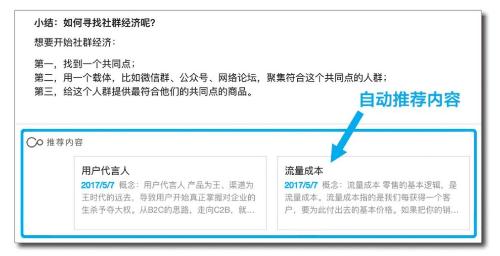 小结：如何寻找社群经济呢？
想要开始社群经济：
第一，找到一个共同点；
第二，用一个载体，比如微信群、公众号、网络论坛，聚集符合这个共同点的人群；
第三，给这个人群提供最符合他们的共同点的商品。
自动推荐内容
推荐内容
用户代言人
2017/5/7 概念：用户代言人 产品为王、渠道为
王时代的远去，导致用户开始真正掌握对企业的
生杀予夺大权。从B2C的思路，走向C2B，就...
流量成本
2017/5/7 概念：流量成本 零售的基本逻辑，是
流量成本。流量成本指的是我们每获得一个客
户，要为此付出去的基本价格。如果把你的销...